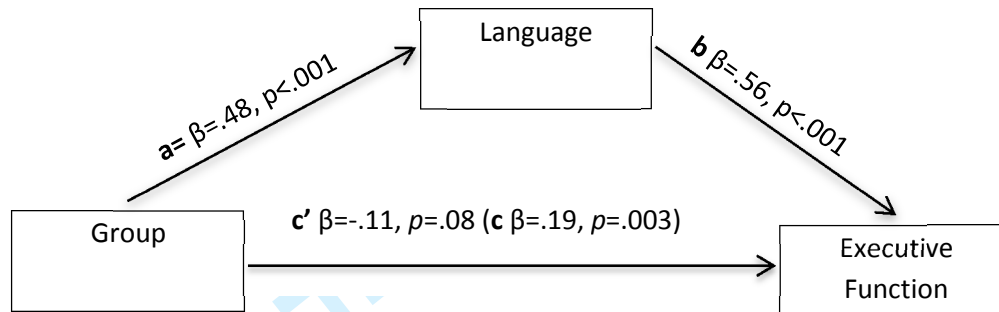 Language
a= β=.48, p<.001
b β=.56, p<.001
Group
c’ β=-.11, p=.08 (c β=.19, p=.003)
Executive
Function